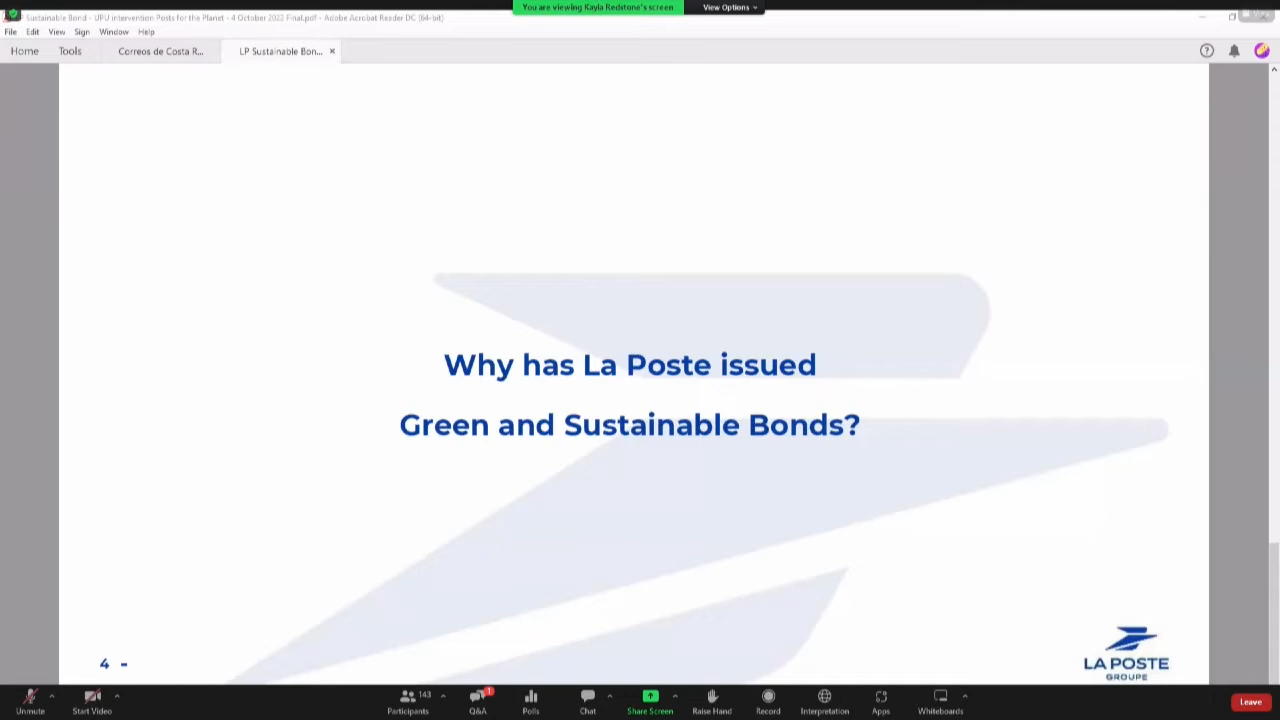 You are viewing Kayla Redstone's screen
View Options
P Sustainable Bond - UPU intervention Posts for the Planet - 4 October 2022 Final.pdf - Adobe Acrobat Reader DC (64-bit)
View
File Edit View Sign Window Help
Home Tools Correos de Costa R... LP Sustainable Bon...
Why has La Poste issued
Green and Sustainable Bonds?
4 -
LA POSTE
GROUPE
143
1
Unmute Start Video Participants Q&A Polls Chat Share Screen Raise Hand Record Interpretation Apps Whiteboards Leave